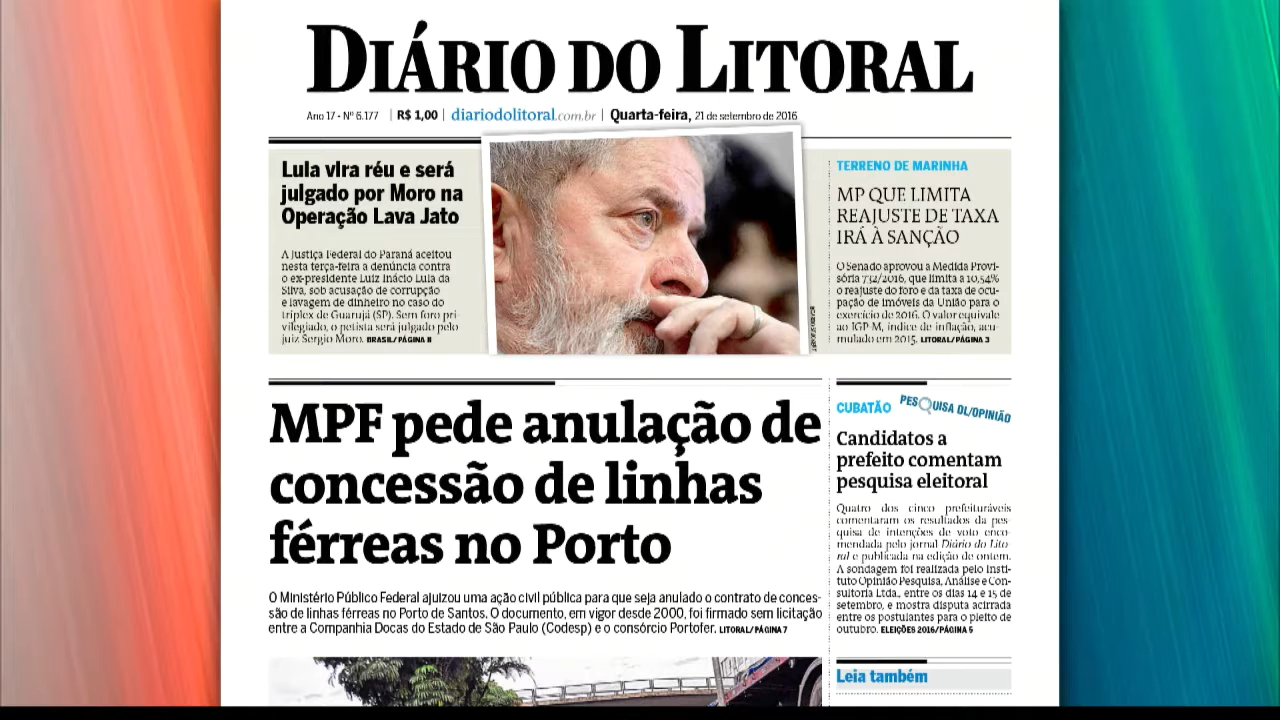 DIÁRIO DO LITORAL
Ano 17 - Nº 6.177 | R$ 1,00 | diariodolitoral.com.br | Quarta-feira, 21 de setembro de 2016
Lula vira réu e será
julgado por Moro na
Operação Lava Jato
A Justiça Federal do Paraná aceitou
nesta terça-feira a denúncia contra
o ex-presidente Luiz Inácio Lula da
Silva, sob acusação de corrupção
e lavagem de dinheiro no caso do
triplex de Guarujá (SP). Sem foro pri-
vilegiado, o petista será julgado pelo
juiz Sergio Moro. BRASIL/PÁGINA 8
TERRENO DE MARINHA
MP QUE LIMITA
REAJUSTE DE TAXA
IRÁ À SANÇÃO
O Senado aprovou a Medida Provi-
sória 732/2016, que limita a 10,54%
o reajuste do foro e da taxa de ocu-
pação de imóveis da União para o
exercício de 2016. O valor equivale
ao IGP-M, índice de inflação, acu-
mulado em 2015. LITORAL/PÁGINA 3
MPF pede anulação de
concessão de linhas
férreas no Porto
O Ministério Público Federal ajuizou uma ação civil pública para que seja anulado o contrato de conces-
são de linhas férreas no Porto de Santos. O documento, em vigor desde 2000, foi firmado sem licitação
entre a Companhia Docas do Estado de São Paulo (Codesp) e o consórcio Portofer. LITORAL/PÁGINA 7
CUBATÃO
PESQUISA DL/OPINIÃO
Candidatos a
prefeito comentam
pesquisa eleitoral
Quatro dos cinco prefeituráveis
comentaram os resultados da pes-
quisa de intenções de voto enco-
mendada pelo jornal Diário do Lito-
ral e publicada na edição de ontem.
A sondagem foi realizada pelo Insti-
tuto Opinião Pesquisa, Análise e Con-
sultoria Ltda., entre os dias 14 e 15 de
setembro, e mostra disputa acirrada
entre os postulantes para o pleito de
outubro. ELEIÇÕES 2016/PÁGINA 5
Leia também